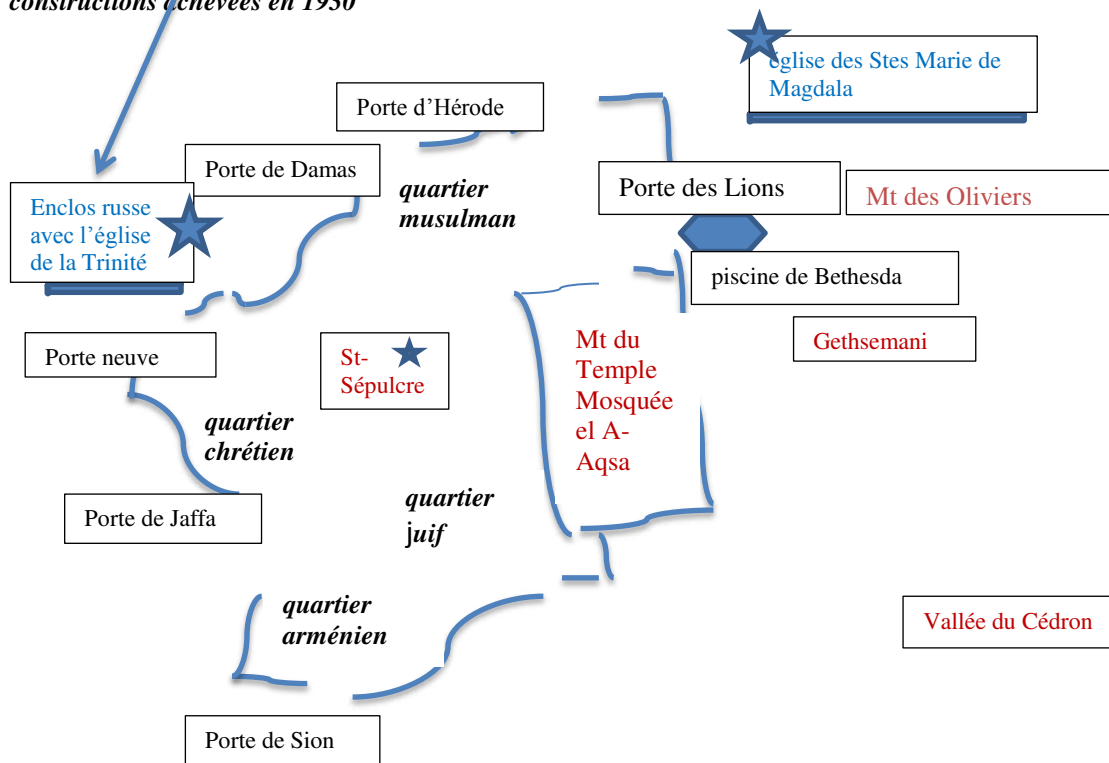 constructions achevées en 1930
église des Stes Marie de
Magdala
Porte d’Hérode
Porte de Damas
quartier
musulman
Porte des Lions
Mt des Oliviers
Enclos russe
avec l’église
de la Trinité
piscine de Bethesda
Porte neuve
St-
Sépulcre
Mt du
Temple
Mosquée
el A-
Aqsa
Gethsemani
quartier
chrétien
Porte de Jaffa
quartier
juif
quartier
arménien
Vallée du Cédron
Porte de Sion